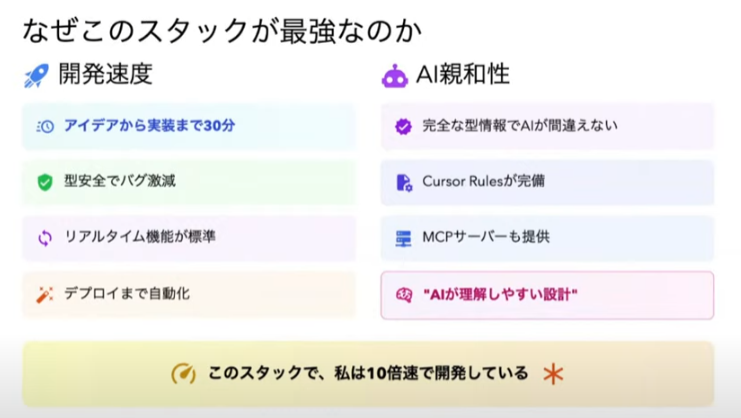 なぜこのスタックが最強なのか
開発速度
アイデアから実装まで30分
型安全でバグ激減
リアルタイム機能が標準
デプロイまで自動化
AI親和性
完全な型情報でAIが間違えない
Cursor Rulesが完備
MCPサーバーも提供
"AIが理解しやすい設計"
このスタックで、私は10倍速で開発している